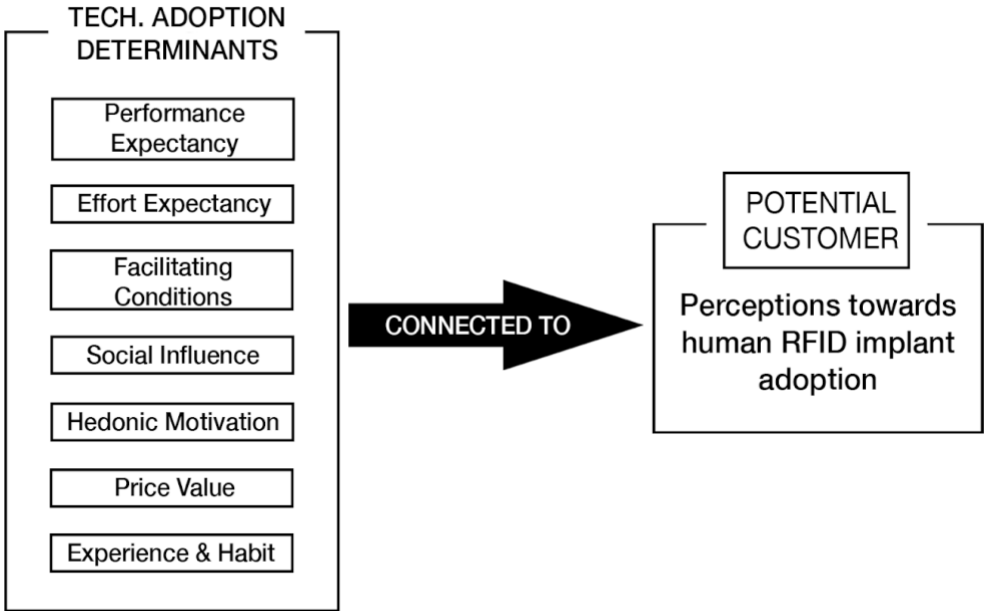 TECH. ADOPTION
DETERMINANTS
Performance
Expectancy
Effort Expectancy
Facilitating
Conditions
Social Influence
Hedonic Motivation
Price Value
Experience & Habit
CONNECTED TO
POTENTIAL
CUSTOMER
Perceptions towards
human RFID implant
adoption